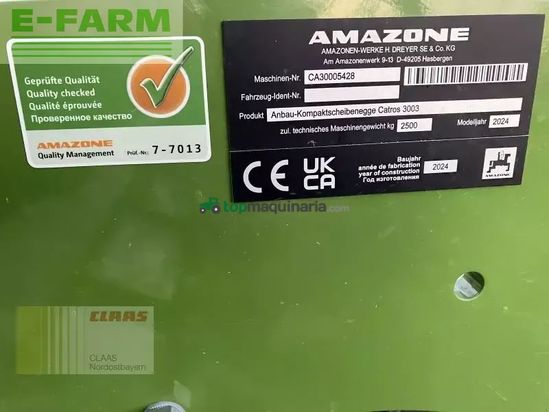 E-FARM
Geprüfte Qualität
Quality checked
Qualité éprouvée
Проверенное качество
AMAZONE
Quality Management
Prüf.-Nr.: 7-7013
AMAZONE
AMAZONEN-WERKE H DREYER SE & Co. KG
Am Amazonenwerk 9-13 D-49205 Hasbergen
Maschinen-Nr. CA30005428
Fahrzeug-Ident.-Nr.
Produkt Anbau-Kompaktscheibenegge Catros 3003
zul. technisches Maschinengewicht kg 2500 Modelljahr 2024
CE UK CA
Baujahr
année de fabrication
year of construction
Год изготовления
2024
AMAZONE
topmaquinaria.com
CLAAS
CLAAS
Nordostbayern